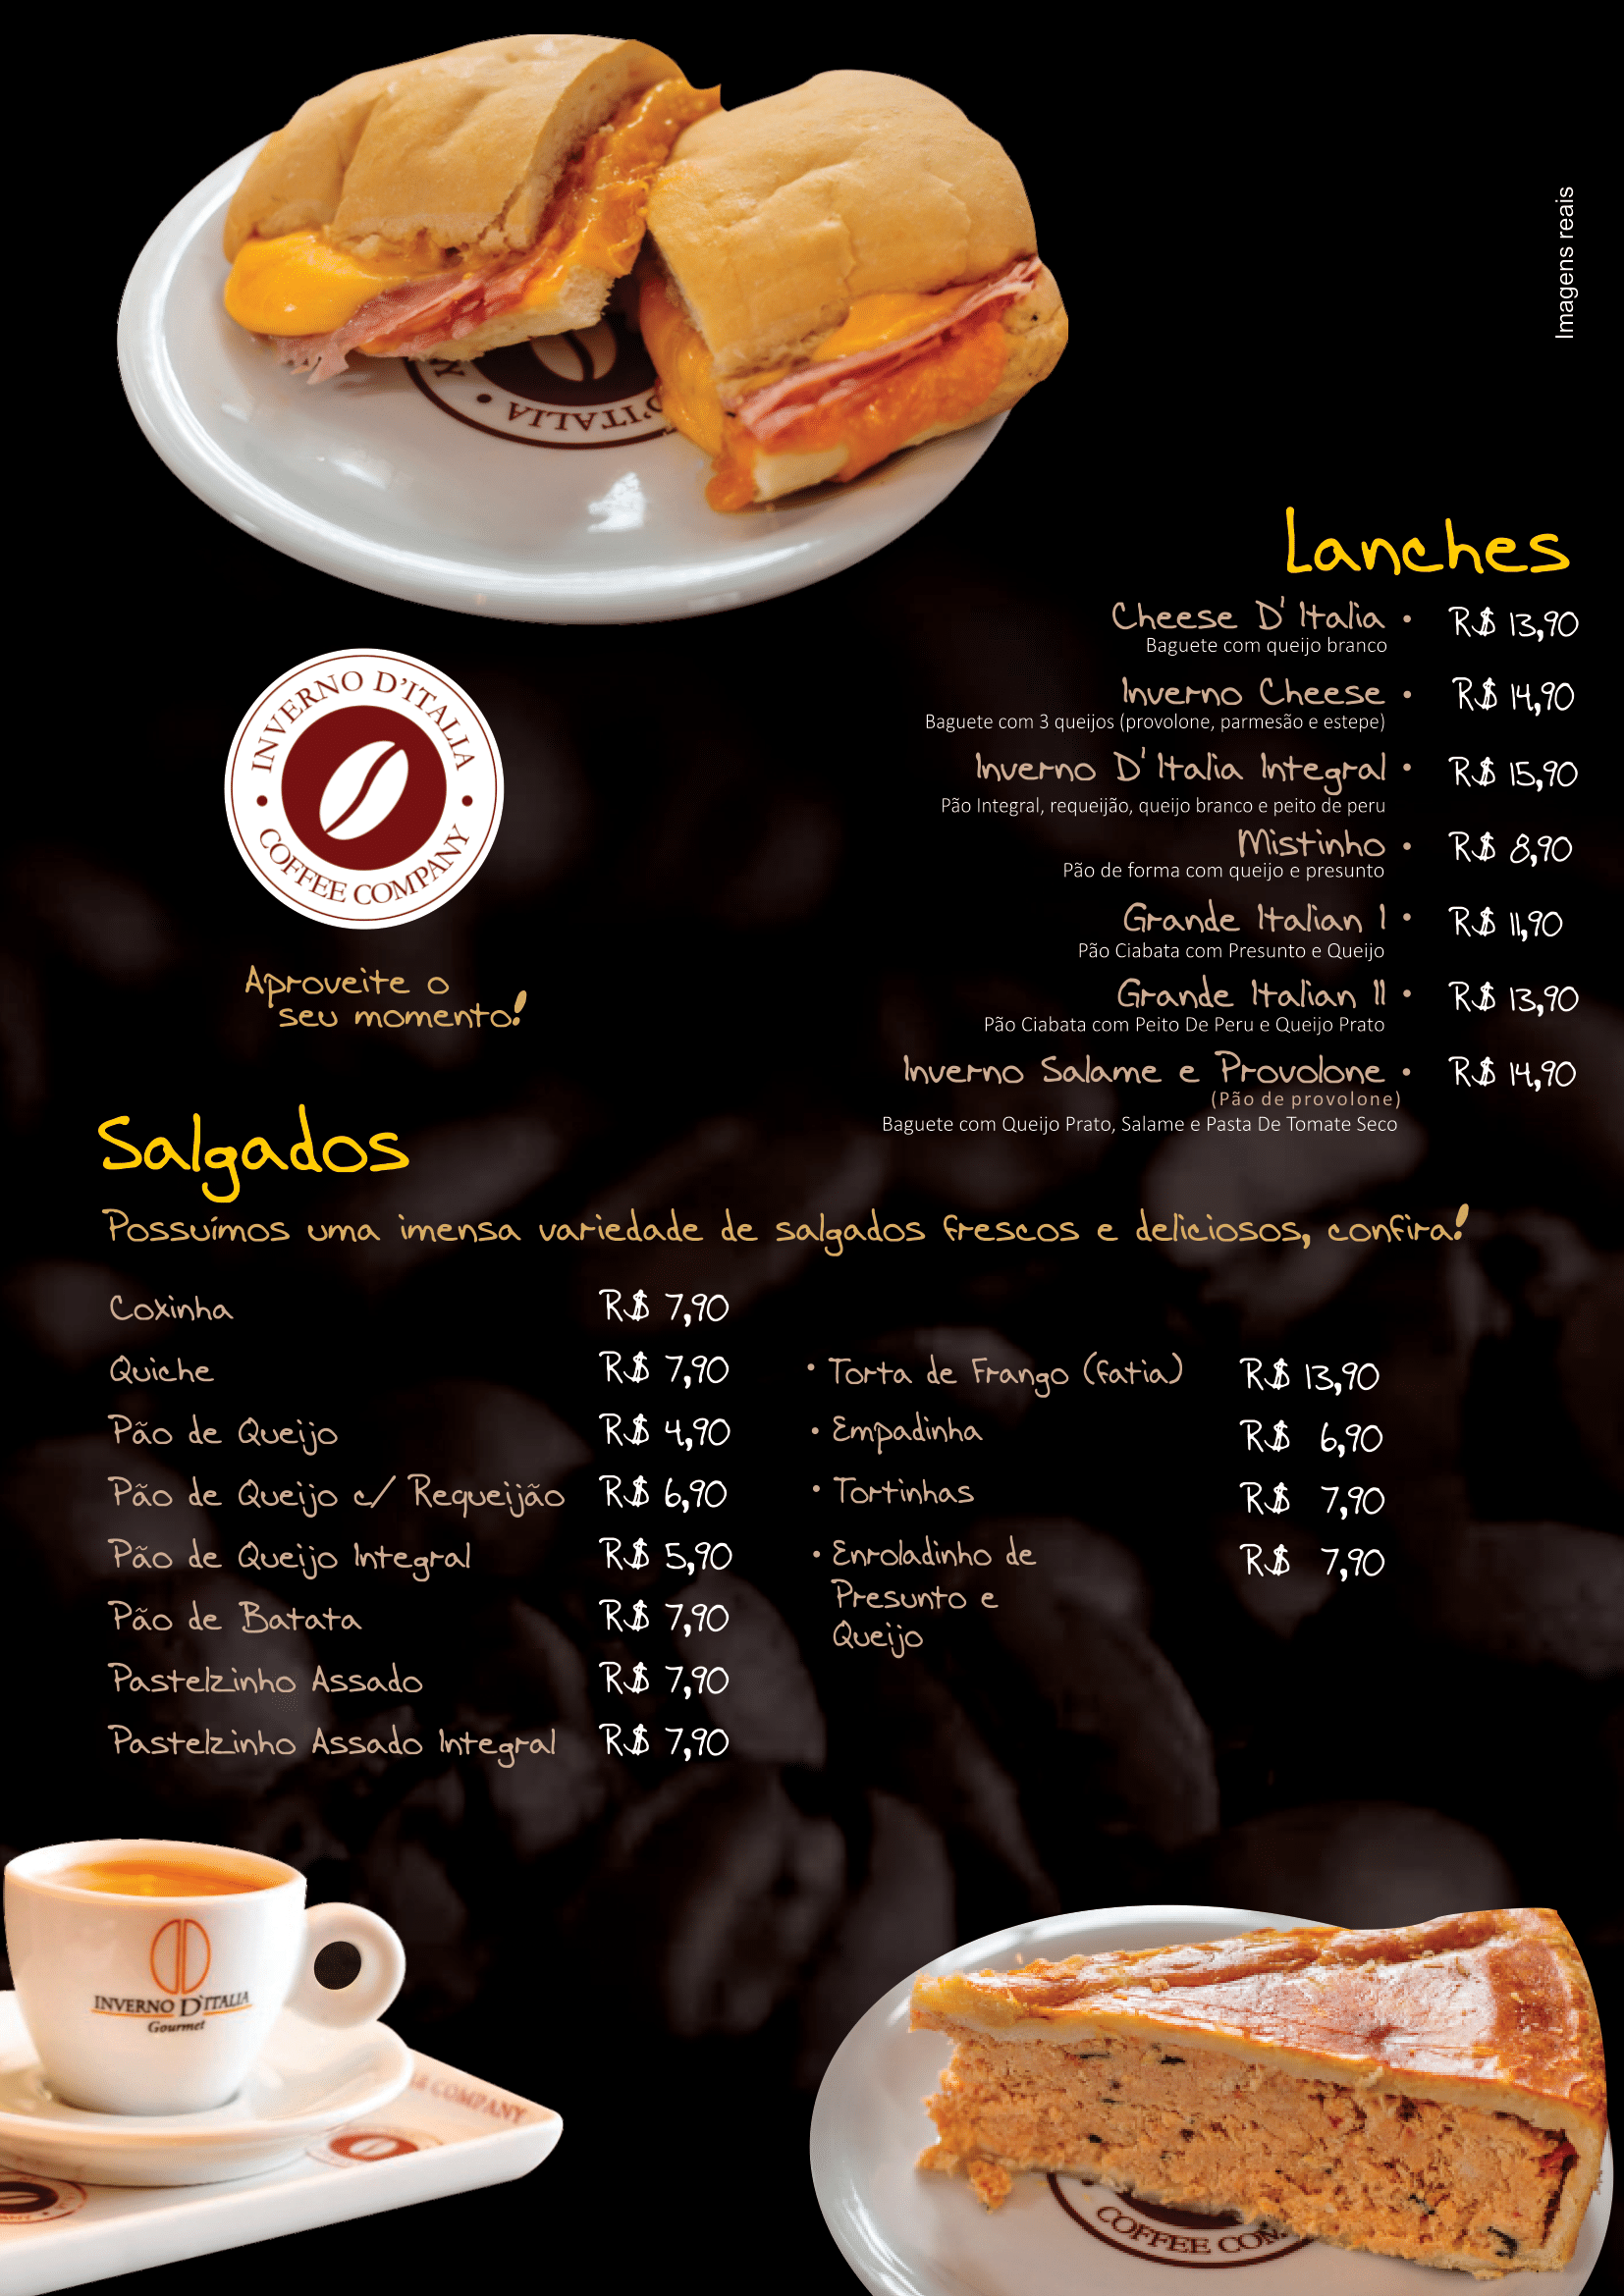 Imagens reais
D'ITALIA
Lanches
Cheese D' Italia • R$ 13,90
Baguete com queijo branco
Inverno Cheese • R$ 14,90
Baguete com 3 queijos (provolone, parmesão e estepe)
Inverno D' Italia Integral • R$ 15,90
Pão Integral, requeijão, queijo branco e peito de peru
Mistinho • R$ 8,90
Pão de forma com queijo e presunto
Grande Italian I • R$ 11,90
Pão Ciabata com Presunto e Queijo
Grande Italian II • R$ 13,90
Pão Ciabata com Peito De Peru e Queijo Prato
Inverno Salame e Provolone • R$ 14,90
(Pão de provolone)
Baguete com Queijo Prato, Salame e Pasta De Tomate Seco
INVERNO D'ITALIA
• COFFEE COMPANY •
Aproveite o
seu momento!
Salgados
Possuímos uma imensa variedade de salgados frescos e deliciosos, confira!
Coxinha R$ 7,90
Quiche R$ 7,90
Pão de Queijo R$ 4,90
Pão de Queijo c/ Requeijão R$ 6,90
Pão de Queijo Integral R$ 5,90
Pão de Batata R$ 7,90
Pastelzinho Assado R$ 7,90
Pastelzinho Assado Integral R$ 7,90
• Torta de Frango (fatia) R$ 13,90
• Empadinha R$ 6,90
• Tortinhas R$ 7,90
• Enroladinho de R$ 7,90
Presunto e
Queijo
INVERNO D'ITALIA
Gourmet
COMPANY
COFFEE COM